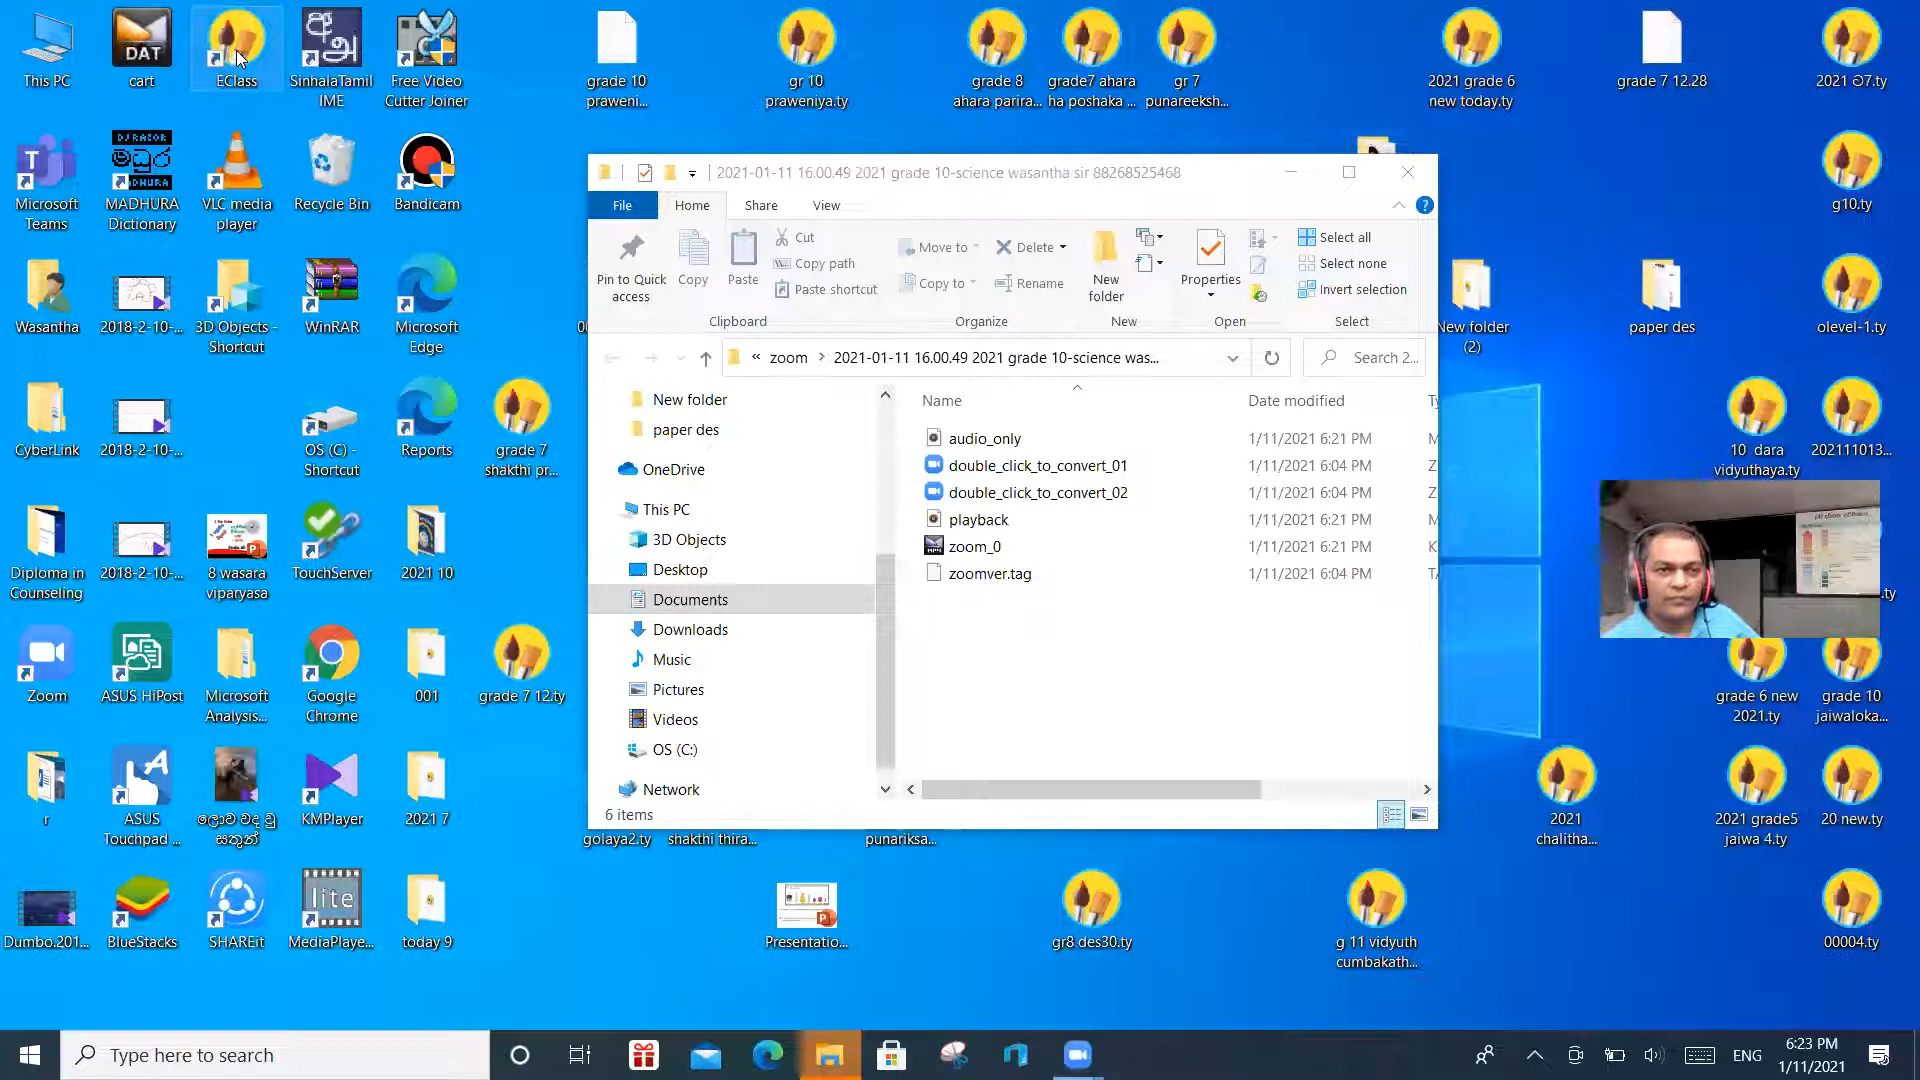 This PC
cart
EClass
SinhalaTamil
IME
Free Video
Cutter Joiner
grade 10
praweni...
gr 10
praweniya.ty
grade 8
ahara parira...
grade7 ahara
ha poshaka ...
gr 7
punareeksh...
2021 grade 6
new today.ty
grade 7 12.28
2021 ට7.ty
DAT
Microsoft
Teams
MADHURA
Dictionary
VLC media
player
Recycle Bin
Bandicam
g10.ty
2021-01-11 16.00.49 2021 grade 10-science wasantha sir 88268525468
File
Home
Share
View
Pin to Quick
access
Copy
Paste
Cut
Copy path
Paste shortcut
Clipboard
Move to
Copy to
Delete
Rename
Organize
New
folder
New
Properties
Open
Select all
Select none
Invert selection
Select
« zoom
2021-01-11 16.00.49 2021 grade 10-science was...
Search 2...
New folder
paper des
OneDrive
This PC
3D Objects
Desktop
Documents
Downloads
Music
Pictures
Videos
OS (C:)
Network
6 items
Name
Date modified
audio_only 1/11/2021 6:21 PM
double_click_to_convert_01 1/11/2021 6:04 PM
double_click_to_convert_02 1/11/2021 6:04 PM
playback 1/11/2021 6:21 PM
zoom_0 1/11/2021 6:21 PM
zoomver.tag 1/11/2021 6:04 PM
Wasantha
2018-2-10-...
3D Objects -
Shortcut
WinRAR
Microsoft
Edge
New folder
(2)
paper des
olevel-1.ty
CyberLink
2018-2-10-...
OS (C) -
Shortcut
Reports
grade 7
shakthi pr...
10 dara
vidyuthaya.ty
202111013...
Diploma in
Counseling
2018-2-10-...
8 wasara
viparyasa
TouchServer
2021 10
Zoom
ASUS HiPost
Microsoft
Analysis...
Google
Chrome
001
grade 7 12.ty
grade 6 new
2021.ty
grade 10
jaiwaloka...
r
ASUS
Touchpad ...
ලොව වද වූ
සතුන්
KMPlayer
2021 7
golaya2.ty
shakthi thira...
punariksa...
2021
chalitha...
2021 grade5
jaiwa 4.ty
20 new.ty
Dumbo.201...
BlueStacks
SHAREit
lite
MediaPlaye...
today 9
Presentatio...
gr8 des30.ty
g 11 vidyuth
cumbakath...
00004.ty
Type here to search
ENG
6:23 PM
1/11/2021